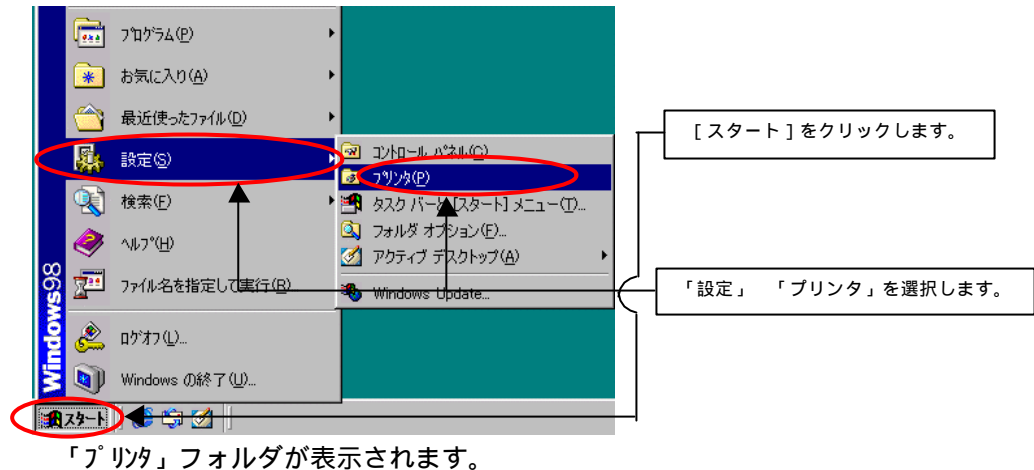 プログラム(P)
お気に入り(A)
最近使ったファイル(D)
設定(S)
検索(F)
ヘルプ(H)
ファイル名を指定して実行(R)...
ログオフ(L)...
Windows の終了(U)...
Windows98
スタート
コントロール パネル(C)
プリンタ(P)
タスク バーと [スタート] メニュー(T)...
フォルダ オプション(F)...
アクティブ デスクトップ(A)
Windows Update...
[スタート]をクリックします。
「設定」 「プリンタ」を選択します。
「プリンタ」フォルダが表示されます。